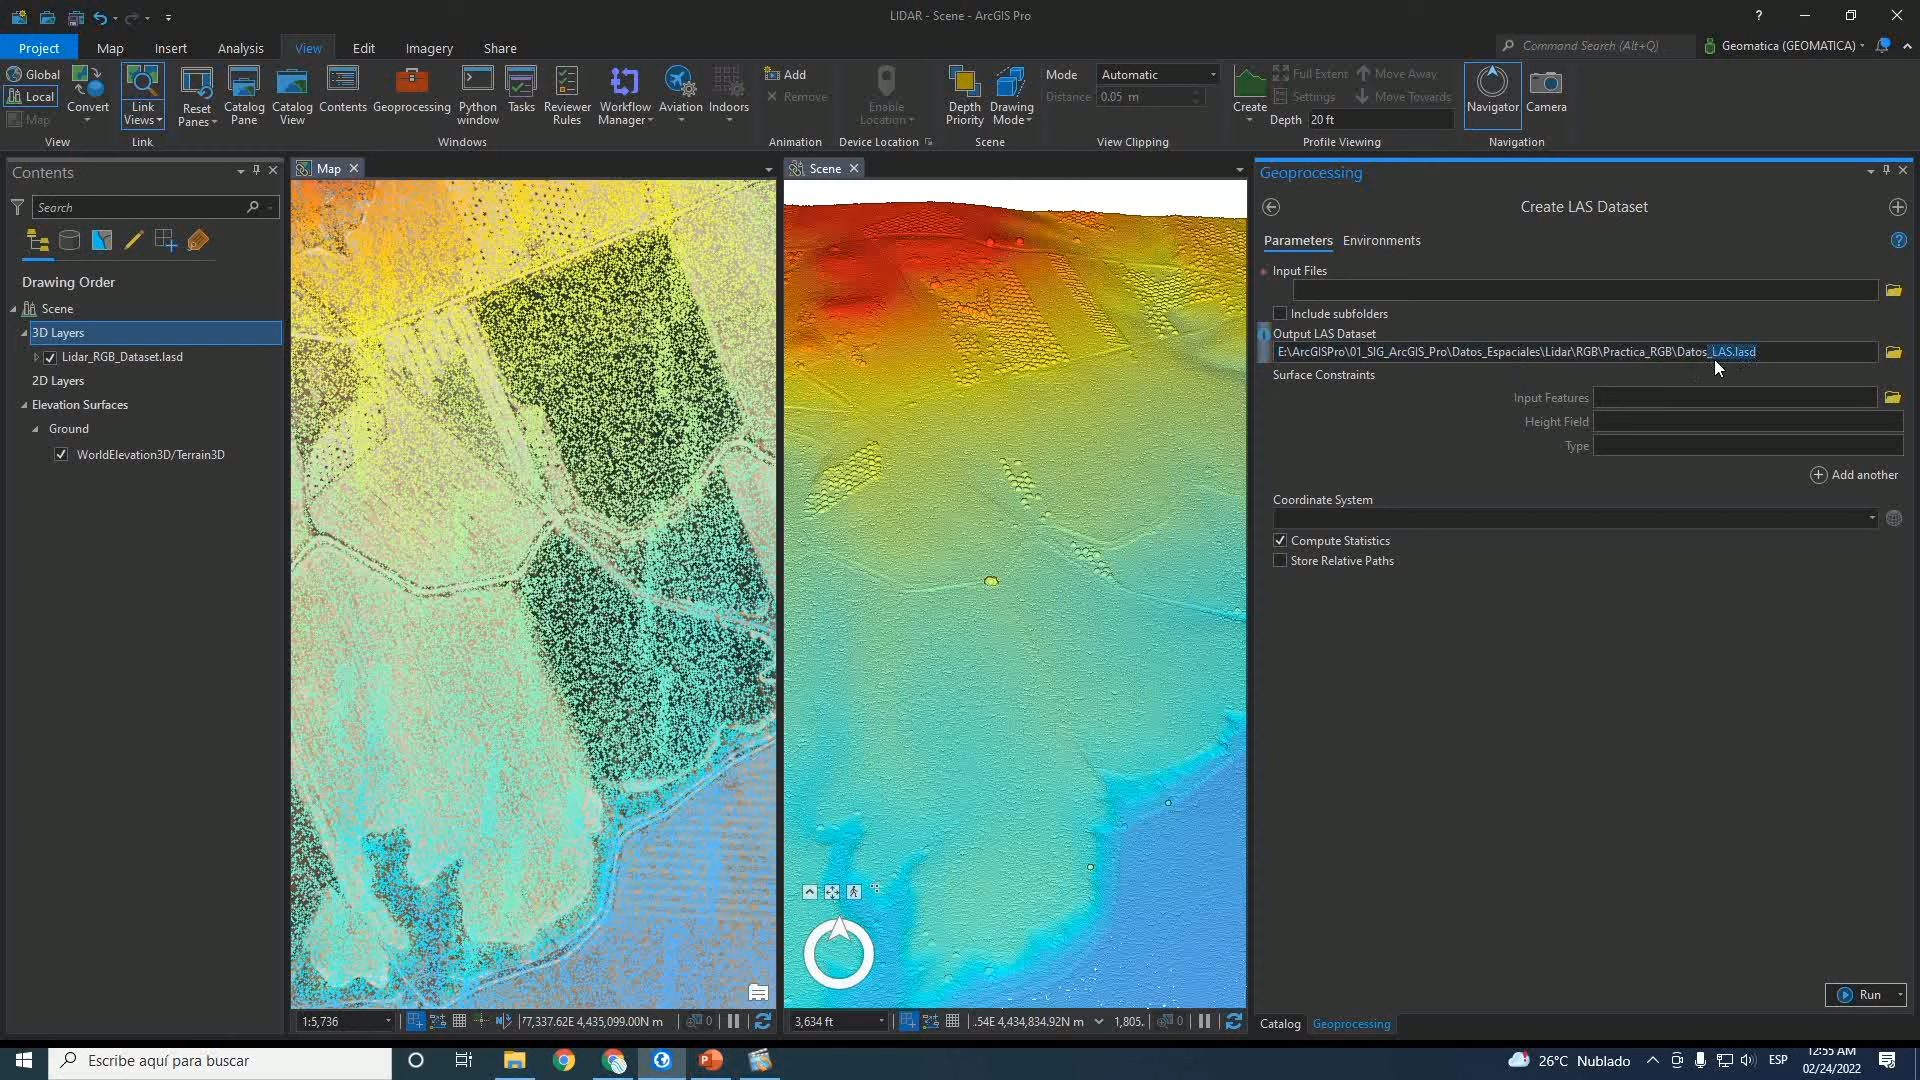 LIDAR - Scene - ArcGIS Pro
Project Map Insert Analysis View Edit Imagery Share
Command Search (Alt+Q)
Geomatica (GEOMATICA)
Global
Local
Map
Convert
View
Link Views
Link
Reset Panes
Catalog Pane
Catalog View
Contents
Geoprocessing
Python window
Tasks
Reviewer Rules
Workflow Manager
Aviation
Indoors
Windows
Add
Remove
Animation
Enable Location
Device Location
Depth Priority
Drawing Mode
Scene
Mode Automatic
Distance 0.05 m
View Clipping
Create
Full Extent
Move Away
Settings
Move Towards
Depth 20 ft
Profile Viewing
Navigator
Camera
Navigation
Contents
Search
Drawing Order
Scene
3D Layers
Lidar_RGB_Dataset.lasd
2D Layers
Elevation Surfaces
Ground
WorldElevation3D/Terrain3D
Map
1:5,736
77,337.62E 4,435,099.00N m
0
Scene
3,634 ft
.54E 4,434,834.92N m
1,805.
0
Geoprocessing
Create LAS Dataset
Parameters Environments
Input Files
Include subfolders
Output LAS Dataset
E:\ArcGISPro\01_SIG_ArcGIS_Pro\Datos_Espaciales\Lidar\RGB\Practica_RGB\Datos_LAS.lasd
Surface Constraints
Input Features
Height Field
Type
Add another
Coordinate System
Compute Statistics
Store Relative Paths
Run
Catalog Geoprocessing
Escribe aquí para buscar
26°C Nublado
ESP
12:55 AM
02/24/2022